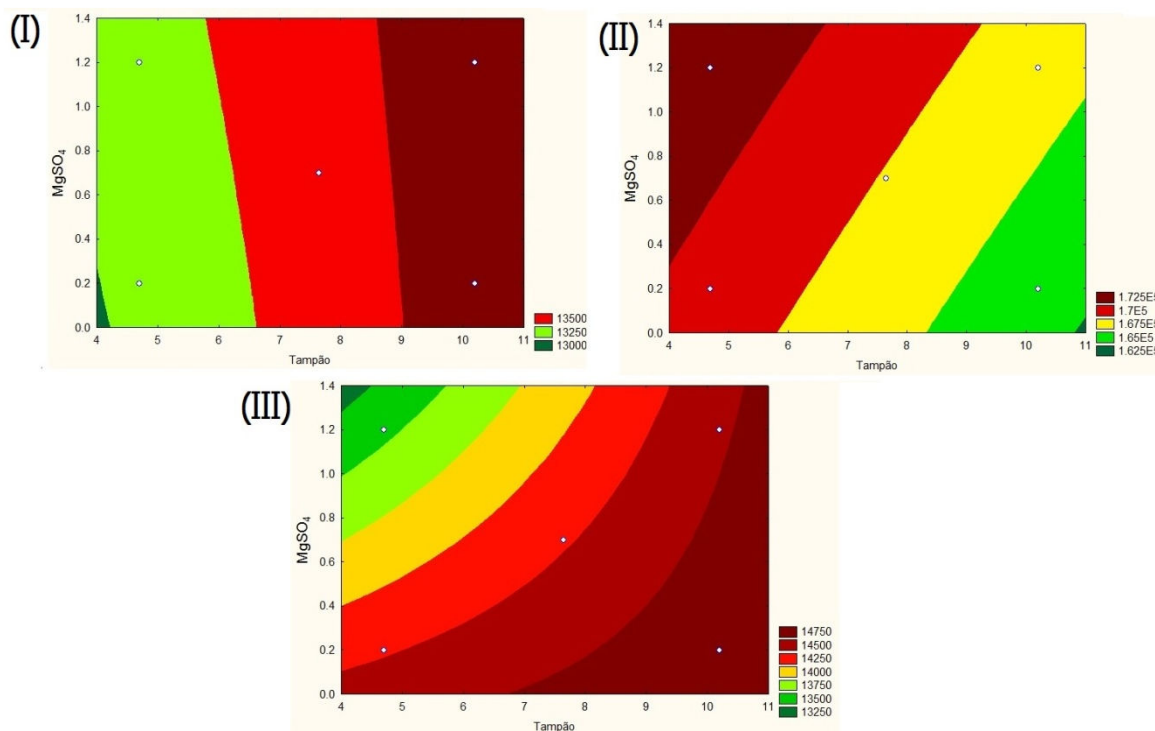 (I)
MgSO₄
1.4
1.2
1.0
0.8
0.6
0.4
0.2
0.0
4 5 6 7 8 9 10 11
Tampão
13500
13250
13000
(II)
MgSO₄
1.4
1.2
1.0
0.8
0.6
0.4
0.2
0.0
4 5 6 7 8 9 10 11
Tampão
1.725E5
1.7E5
1.675E5
1.65E5
1.625E5
(III)
MgSO₄
1.4
1.2
1.0
0.8
0.6
0.4
0.2
0.0
4 5 6 7 8 9 10 11
Tampão
14750
14500
14250
14000
13750
13500
13250